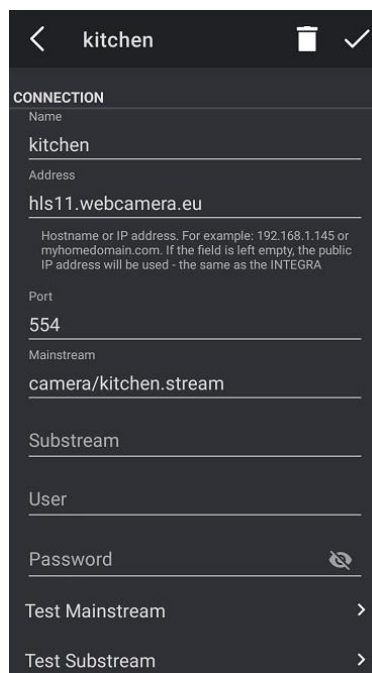 kitchen
CONNECTION
Name
kitchen
Address
hls11.webcamera.eu
Hostname or IP address. For example: 192.168.1.145 or
myhomedomain.com. If the field is left empty, the public
IP address will be used - the same as the INTEGRA
Port
554
Mainstream
camera/kitchen.stream
Substream
User
Password
Test Mainstream
Test Substream